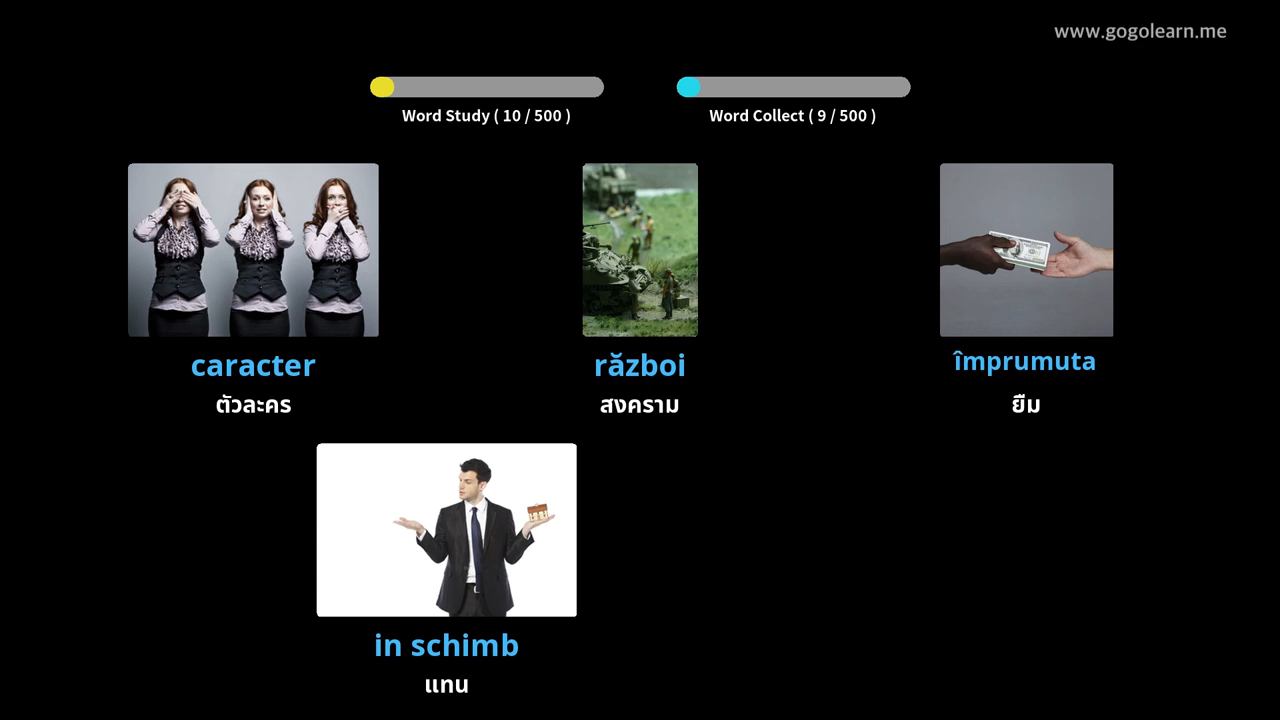 www.gogolearn.me
Word Study ( 10 / 500 )
Word Collect ( 9 / 500 )
caracter
război
împrumuta
ตัวละคร
สงคราม
ยืม
in schimb
แทน